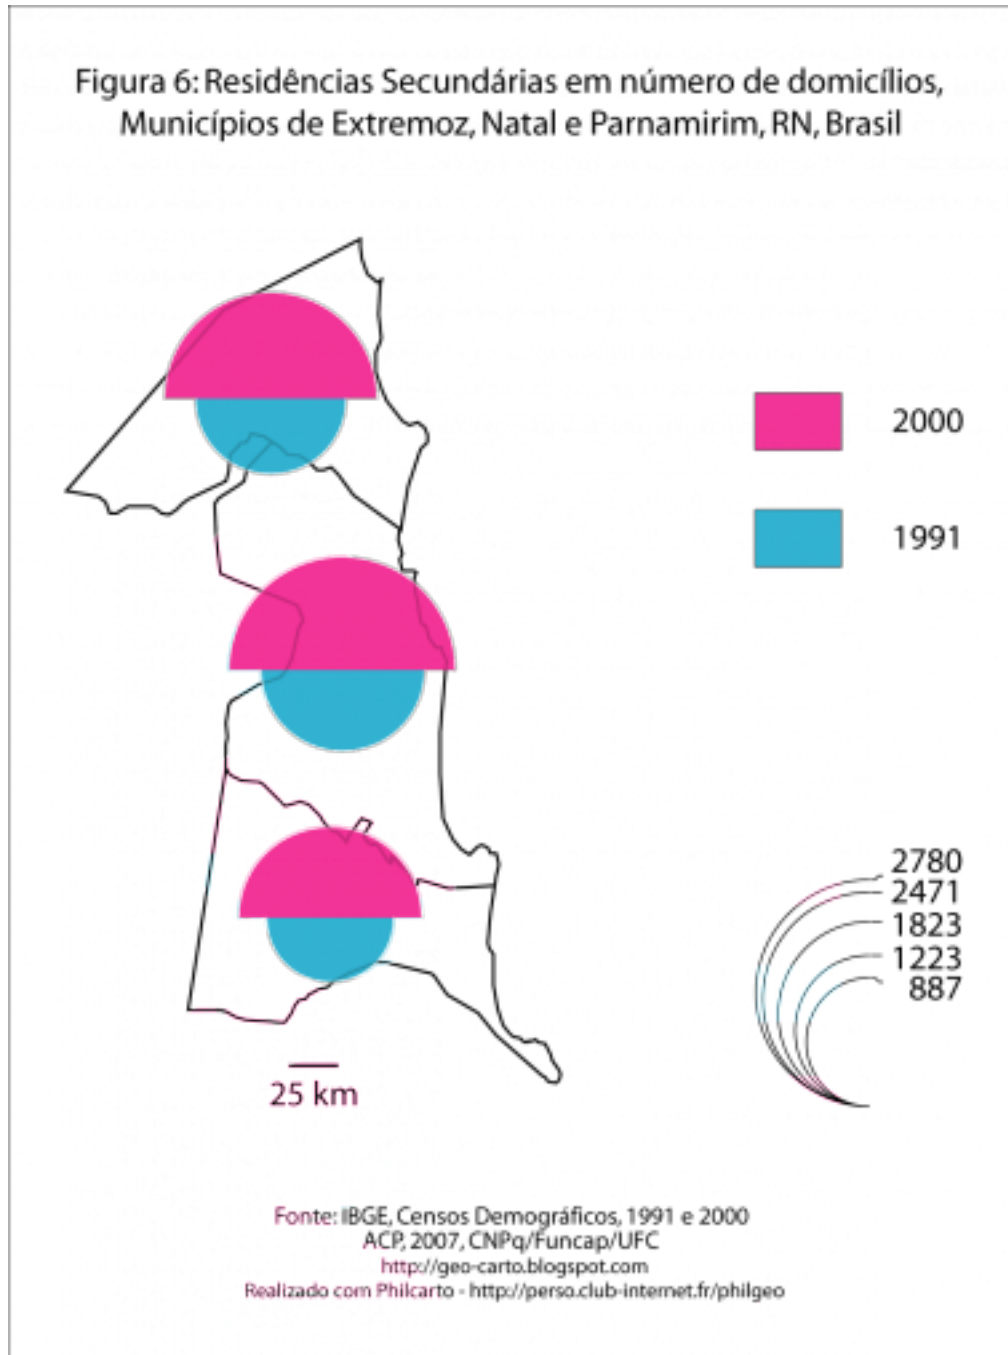 Figura 6: Residências Secundárias em número de domicílios,
Municípios de Extremoz, Natal e Parnamirim, RN, Brasil
2000
1991
2780
2471
1823
1223
887
25 km
Fonte: IBGE, Censos Demográficos, 1991 e 2000
ACP, 2007, CNPq/Funcap/UFC
http://geo-carto.blogspot.com
Realizado com Philcarto - http://perso.club-internet.fr/philgeo